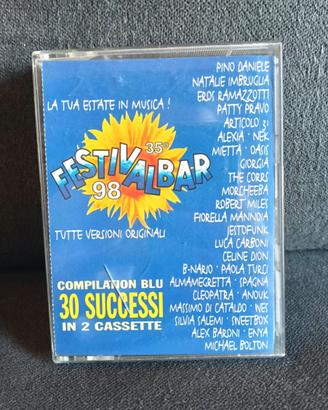 LA TUA ESTATE IN MUSICA!
35°
FESTIVALBAR
98
TUTTE VERSIONI ORIGINALI
COMPILATION BLU
30 SUCCESSI
IN 2 CASSETTE
PINO DANIELE
NATALIE IMBRUGLIA
EROS RAMAZZOTTI
PATTY PRAVO
ARTICOLO 31
ALEXIA · NEK
MIETTA · OASIS
GIORGIA
THE CORRS
MORCHEEBA
ROBERT MILES
FIORELLA MANNOIA
JESTOFUNK
LUCA CARBONI
CELINE DION
B-NARIO · PAOLA TURCI
ALMAMEGRETTA · SPAGNA
CLEOPATRA · ANOUK
MASSIMO DI CATALDO · NES
SILVIA SALEMI · SWEETBOX
ALEX BARONI · ENYA
MICHAEL BOLTON